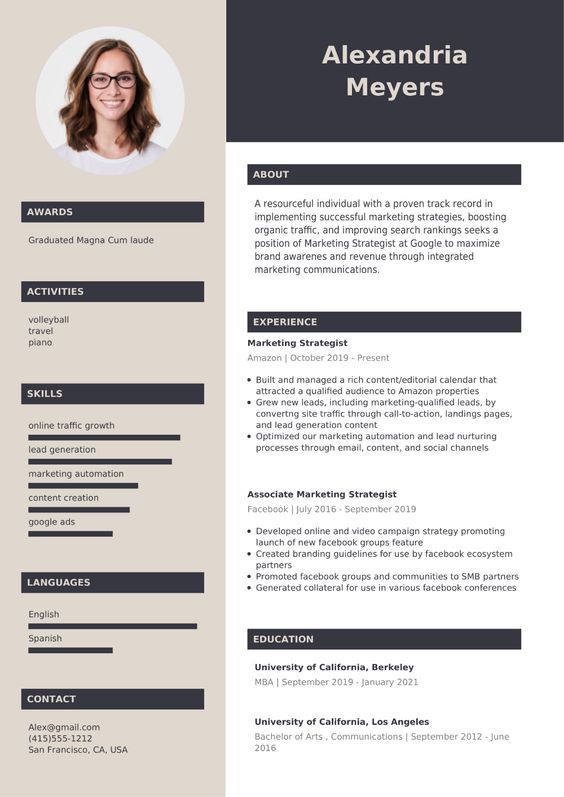 Alexandria
Meyers
AWARDS
Graduated Magna Cum laude
ACTIVITIES
volleyball
travel
piano
SKILLS
online traffic growth
lead generation
marketing automation
content creation
google ads
LANGUAGES
English
Spanish
CONTACT
Alex@gmail.com
(415)555-1212
San Francisco, CA, USA
ABOUT
A resourceful individual with a proven track record in
implementing successful marketing strategies, boosting
organic traffic, and improving search rankings seeks a
position of Marketing Strategist at Google to maximize
brand awarenes and revenue through integrated
marketing communications.
EXPERIENCE
Marketing Strategist
Amazon | October 2019 - Present
• Built and managed a rich content/editorial calendar that
attracted a qualified audience to Amazon properties
• Grew new leads, including marketing-qualified leads, by
convertng site traffic through call-to-action, landings pages,
and lead generation content
• Optimized our marketing automation and lead nurturing
processes through email, content, and social channels
Associate Marketing Strategist
Facebook | July 2016 - September 2019
• Developed online and video campaign strategy promoting
launch of new facebook groups feature
• Created branding guidelines for use by facebook ecosystem
partners
• Promoted facebook groups and communities to SMB partners
• Generated collateral for use in various facebook conferences
EDUCATION
University of California, Berkeley
MBA | September 2019 - January 2021
University of California, Los Angeles
Bachelor of Arts , Communications | September 2012 - June
2016